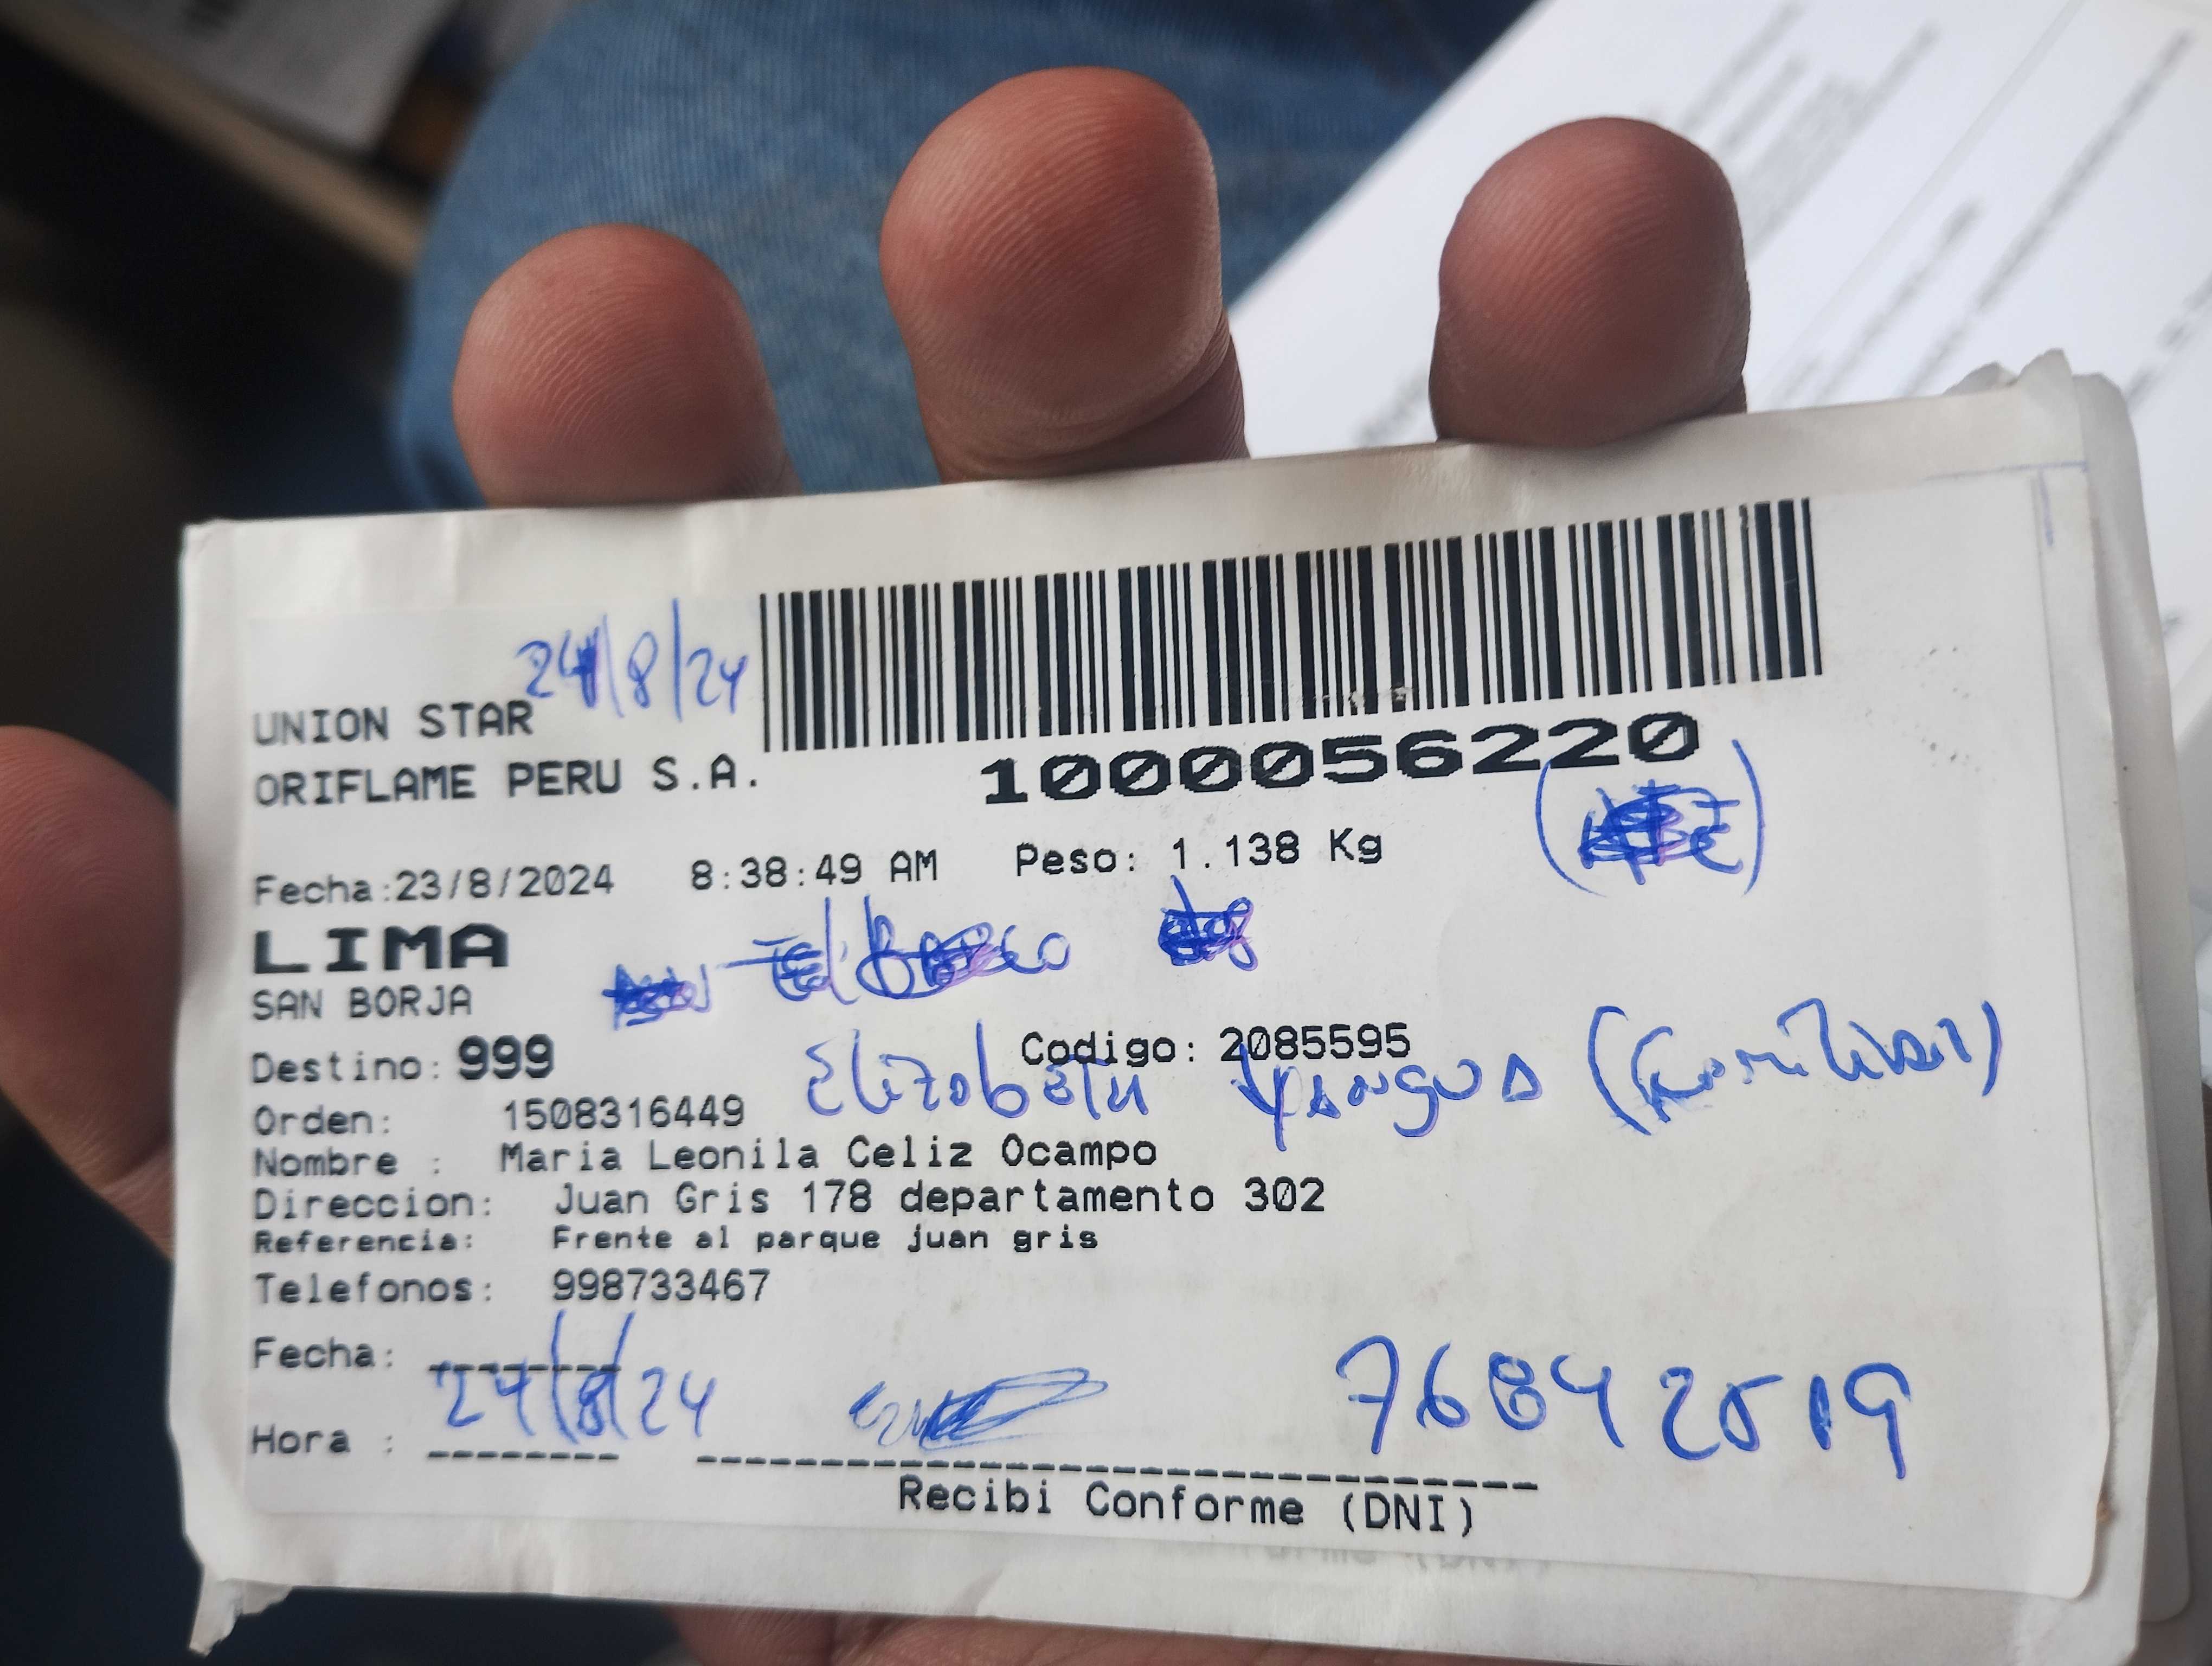 24/8/24
UNION STAR
ORIFLAME PERU S.A.
1000056220
Fecha:23/8/2024 8:38:49 AM Peso: 1.138 Kg
LIMA
SAN BORJA
Destino: 999 Codigo: 2085595
Elizabeth (Familiar)
Orden: 1508316449
Nombre : Maria Leonila Celiz Ocampo
Direccion: Juan Gris 178 departamento 302
Referencia: Frente al parque juan gris
Telefonos: 998733467
Fecha:
24/8/24
Hora :
Recibi Conforme (DNI)